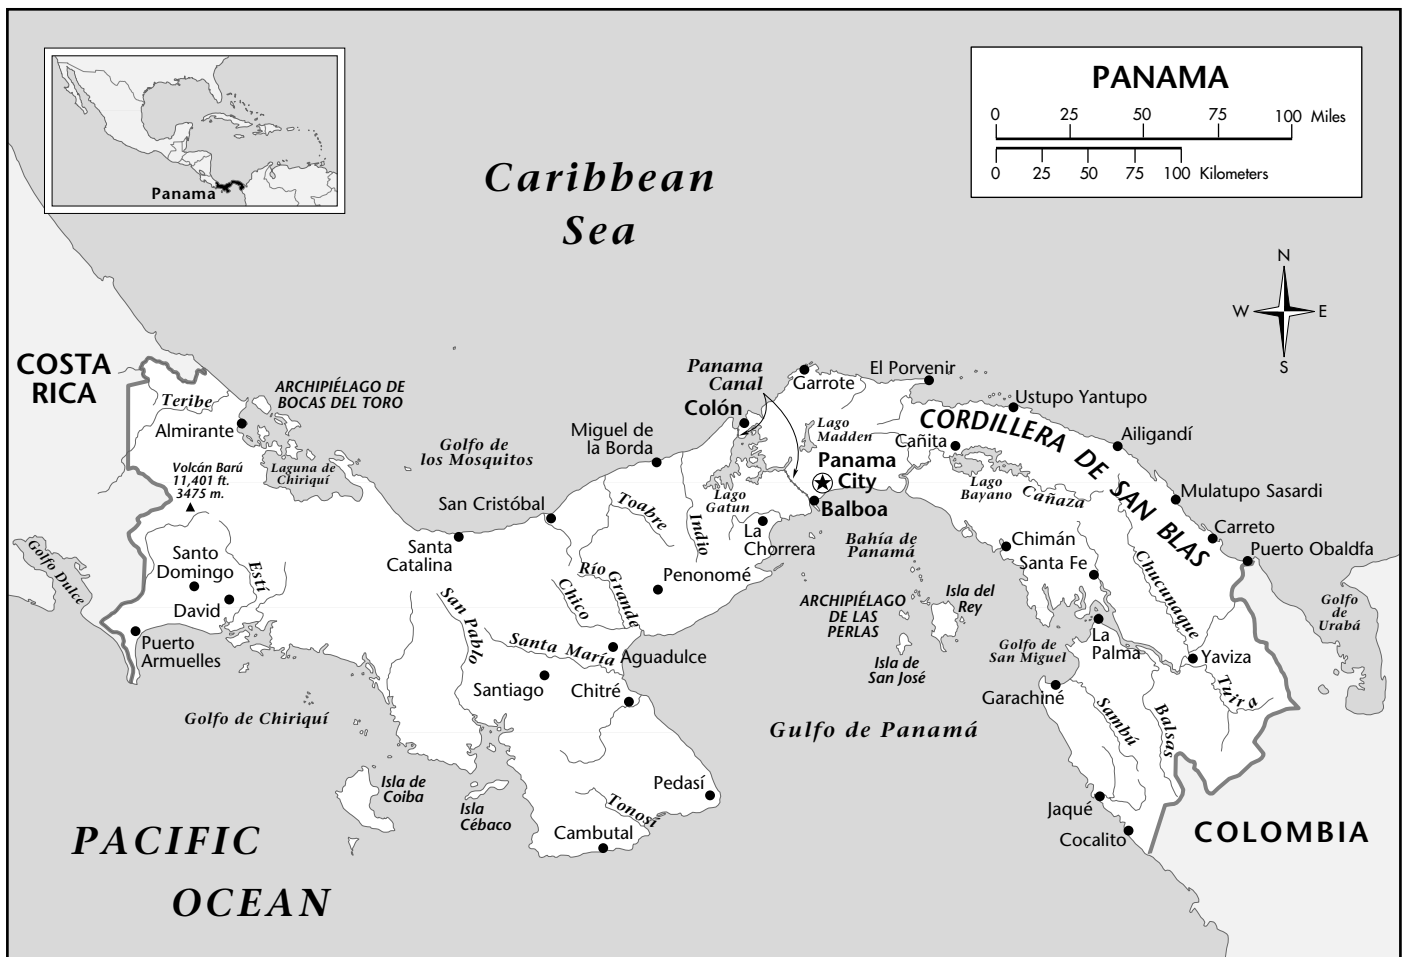 PANAMA
0 25 50 75 100 Miles
0 25 50 75 100 Kilometers
Panama
Caribbean
Sea
N
W E
S
COSTA
RICA
Teribe
Almirante
ARCHIPIÉLAGO DE
BOCAS DEL TORO
Volcán Barú
11,401 ft.
3475 m.
Laguna de
Chiriquí
Golfo de
los Mosquitos
Miguel de
la Borda
San Cristóbal
Santa
Catalina
Panama
Canal
Colón
Garrote
El Porvenir
Lago
Madden
Cañita
Panama
City
Balboa
Lago
Gatun
La
Chorrera
Toabre
Indio
Río Grande
Chico
Penonomé
CORDILLERA DE SAN BLAS
Ustupo Yantupo
Ailigandí
Mulatupo Sasardi
Carreto
Puerto Obaldfa
Lago
Bayano
Cañaza
Chucunaque
Bahía de
Panamá
Chimán
Santa Fe
Isla del
Rey
ARCHIPIÉLAGO
DE LAS
PERLAS
Isla de
San José
Golfo de
San Miguel
La
Palma
Yaviza
Tuira
Garachiné
Sambú
Balsas
Jaqué
Cocalito
Golfo
de
Urabá
COLOMBIA
Golfo Dulce
Santo
Domingo
David
Estí
Puerto
Armuelles
San Pablo
Santa María
Aguadulce
Santiago
Chitré
Golfo de Chiriquí
Gulfo de Panamá
Isla de
Coiba
Isla
Cébaco
Pedasí
Tonosí
Cambutal
PACIFIC
OCEAN